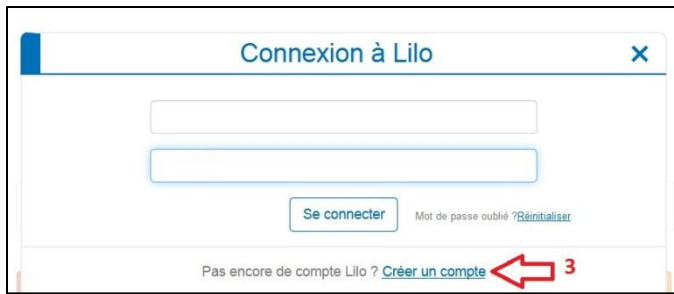 Connexion à Lilo
Se connecter Mot de passe oublié ?Réinitialiser
Pas encore de compte Lilo ? Créer un compte 3